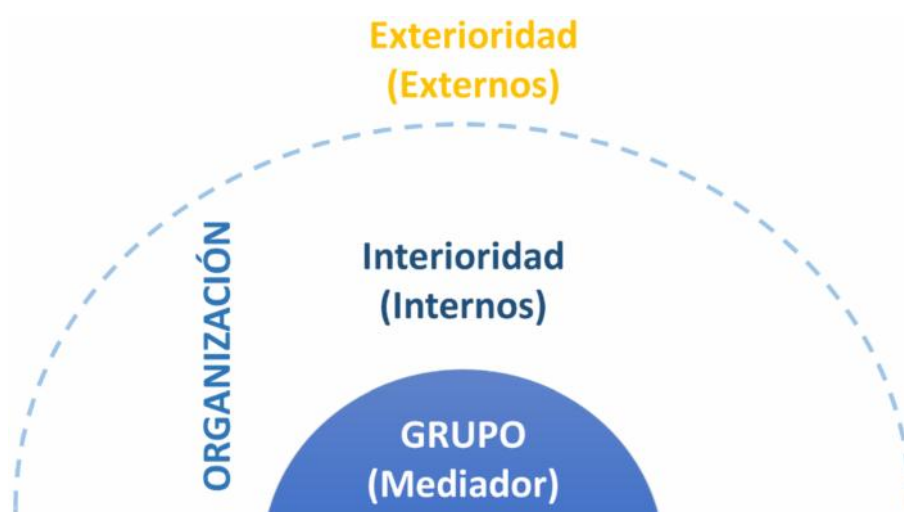 Exterioridad
(Externos)
ORGANIZACIÓN
Interioridad
(Internos)
GRUPO
(Mediador)